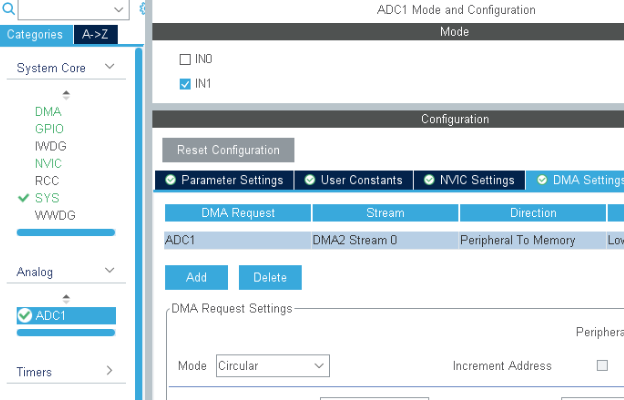 ADC1 Mode and Configuration
Categories A->Z
Mode
System Core
IN0
IN1
DMA
GPIO
IWDG
NVIC
RCC
SYS
WWDG
Configuration
Reset Configuration
Parameter Settings User Constants NVIC Settings DMA Settings
DMA Request Stream Direction
ADC1 DMA2 Stream 0 Peripheral To Memory Low
Analog
Add Delete
ADC1
DMA Request Settings
Periphera
Mode Circular Increment Address
Timers